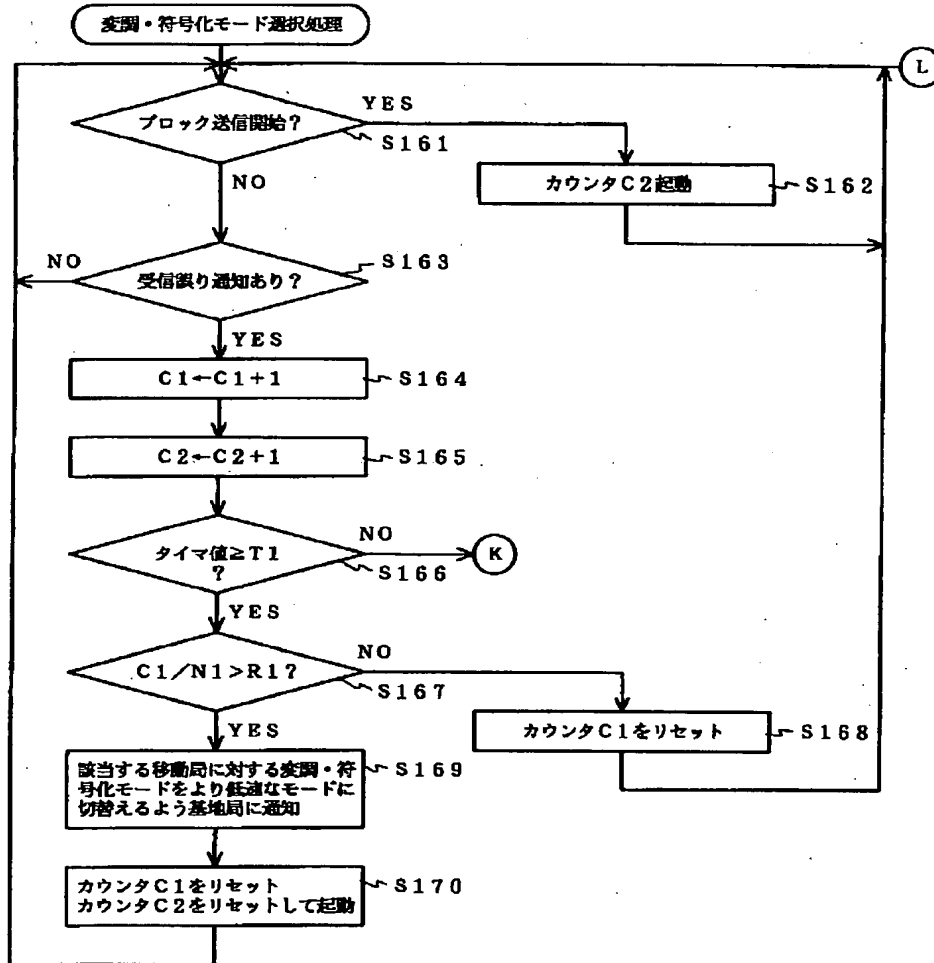 変調・符号化モード選択処理
L
ブロック送信開始?
YES
S161
NO
カウンタC2起動
S162
受信誤り通知あり?
NO
S163
YES
C1←C1+1
S164
C2←C2+1
S165
タイマ値≧T1
?
NO
K
S166
YES
C1/N1>R1?
NO
S167
YES
カウンタC1をリセット
S168
該当する移動局に対する変調・符
号化モードをより低速なモードに
切替えるよう基地局に通知
S169
カウンタC1をリセット
カウンタC2をリセットして起動
S170